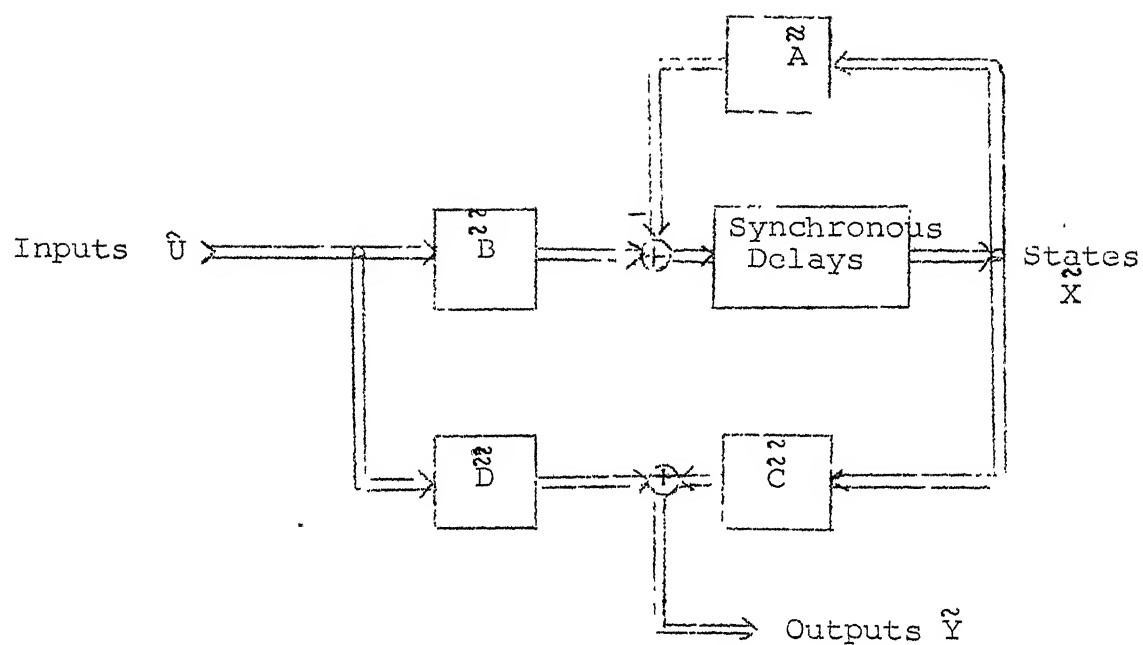 Ã
Inputs Ũ
B̃
Synchronous
Delays
States
X̃
D̃
C̃
Outputs Ỹ